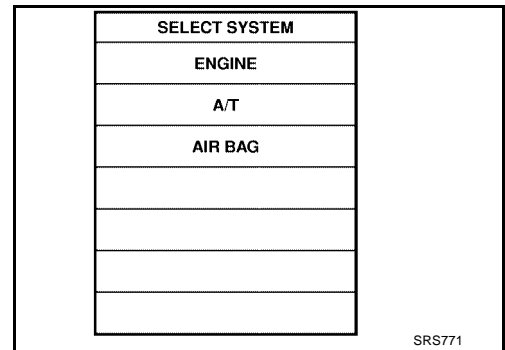 SELECT SYSTEM
ENGINE
A/T
AIR BAG
SRS771